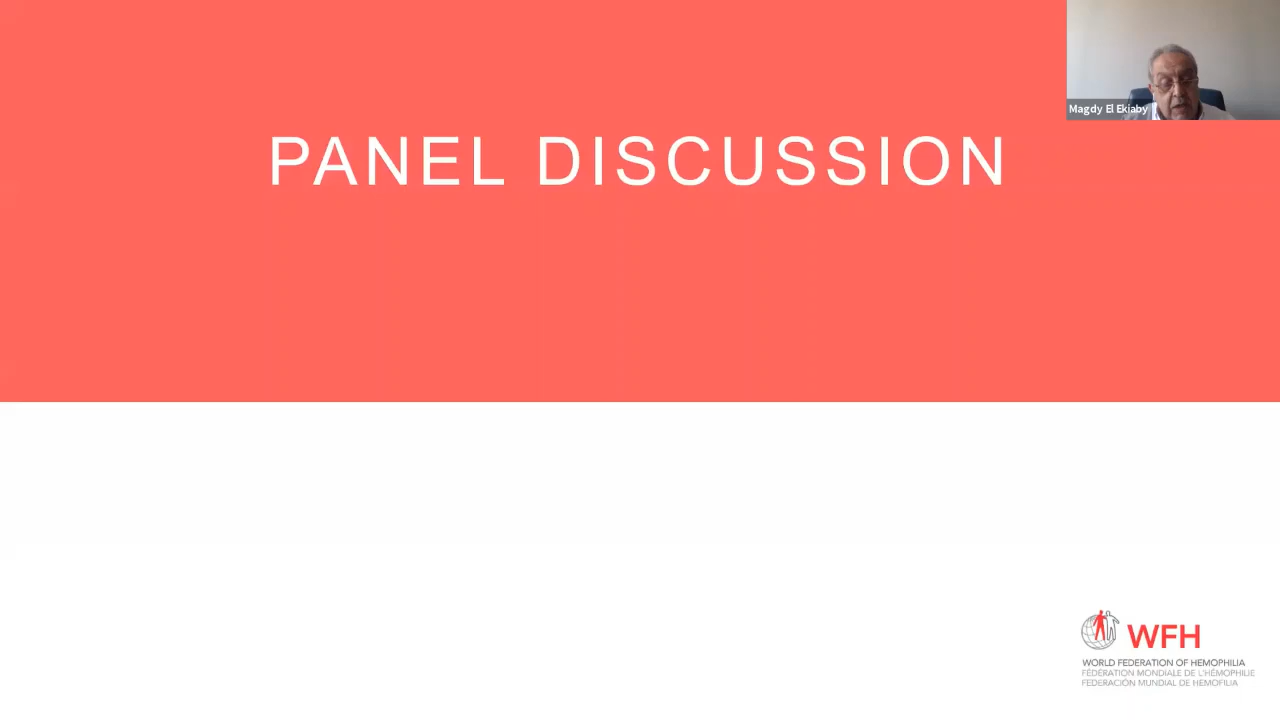 Magdy El Ekiaby
PANEL DISCUSSION
WFH
WORLD FEDERATION OF HEMOPHILIA
FÉDÉRATION MONDIALE DE L'HÉMOPHILIE
FEDERACIÓN MUNDIAL DE HEMOFILIA